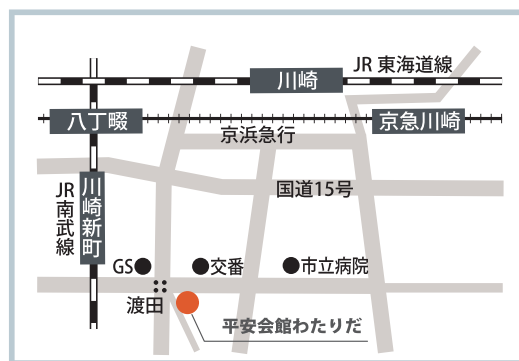 JR 東海道線
川崎
八丁畷
京急川崎
京浜急行
国道15号
JR南武線
川崎新町
GS
交番
市立病院
渡田
平安会館わたりだ